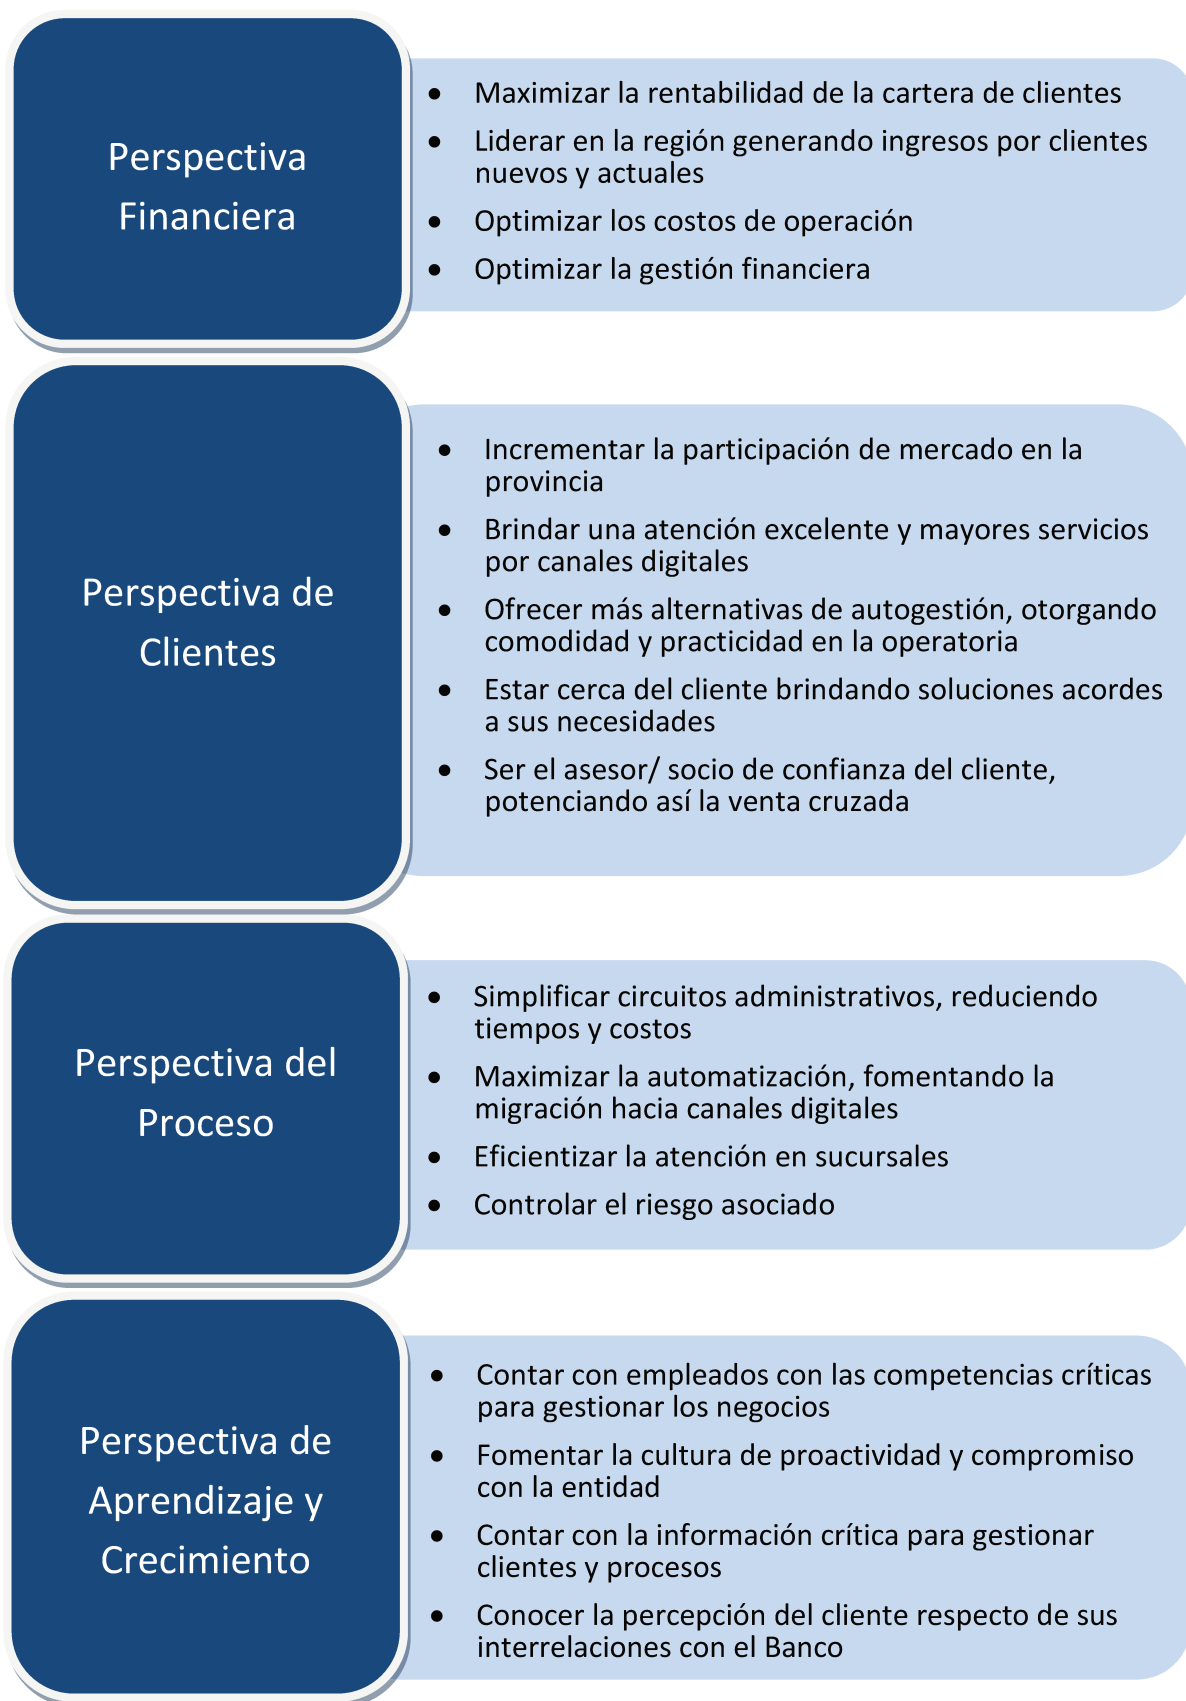 Perspectiva
Financiera
• Maximizar la rentabilidad de la cartera de clientes
• Liderar en la región generando ingresos por clientes
nuevos y actuales
• Optimizar los costos de operación
• Optimizar la gestión financiera
Perspectiva de
Clientes
• Incrementar la participación de mercado en la
provincia
• Brindar una atención excelente y mayores servicios
por canales digitales
• Ofrecer más alternativas de autogestión, otorgando
comodidad y practicidad en la operatoria
• Estar cerca del cliente brindando soluciones acordes
a sus necesidades
• Ser el asesor/ socio de confianza del cliente,
potenciando así la venta cruzada
Perspectiva del
Proceso
• Simplificar circuitos administrativos, reduciendo
tiempos y costos
• Maximizar la automatización, fomentando la
migración hacia canales digitales
• Eficientizar la atención en sucursales
• Controlar el riesgo asociado
Perspectiva de
Aprendizaje y
Crecimiento
• Contar con empleados con las competencias críticas
para gestionar los negocios
• Fomentar la cultura de proactividad y compromiso
con la entidad
• Contar con la información crítica para gestionar
clientes y procesos
• Conocer la percepción del cliente respecto de sus
interrelaciones con el Banco